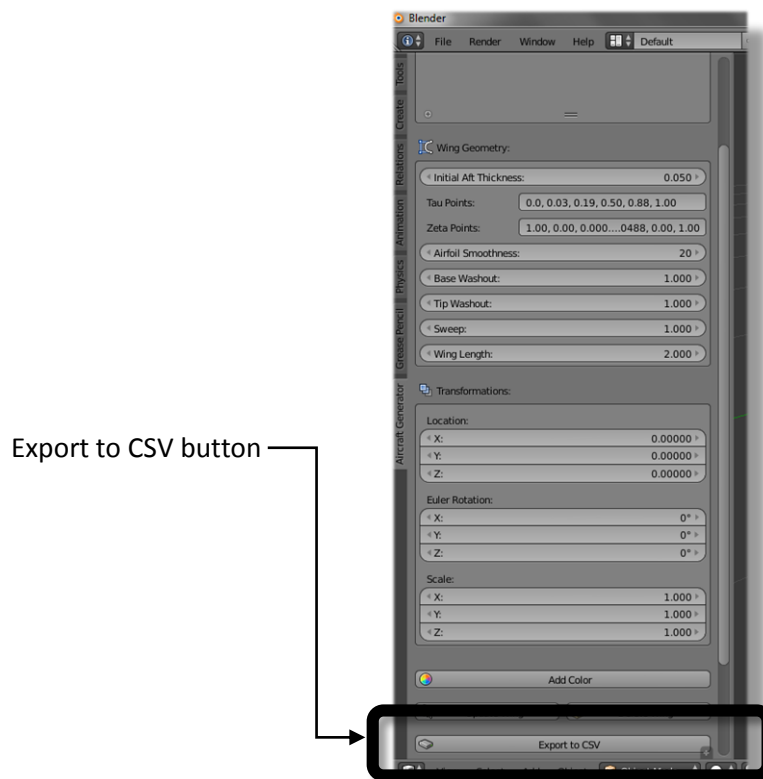 Blender
File Render Window Help Default
Tools
Create
Relations
Animation
Physics
Grease Pencil
Aircraft Generator
Wing Geometry:
Initial Aft Thickness: 0.050
Tau Points: 0.0, 0.03, 0.19, 0.50, 0.88, 1.00
Zeta Points: 1.00, 0.00, 0.000....0488, 0.00, 1.00
Airfoil Smoothness: 20
Base Washout: 1.000
Tip Washout: 1.000
Sweep: 1.000
Wing Length: 2.000
Transformations:
Location:
X: 0.00000
Y: 0.00000
Z: 0.00000
Euler Rotation:
X: 0°
Y: 0°
Z: 0°
Scale:
X: 1.000
Y: 1.000
Z: 1.000
Add Color
Export to CSV
Export to CSV button